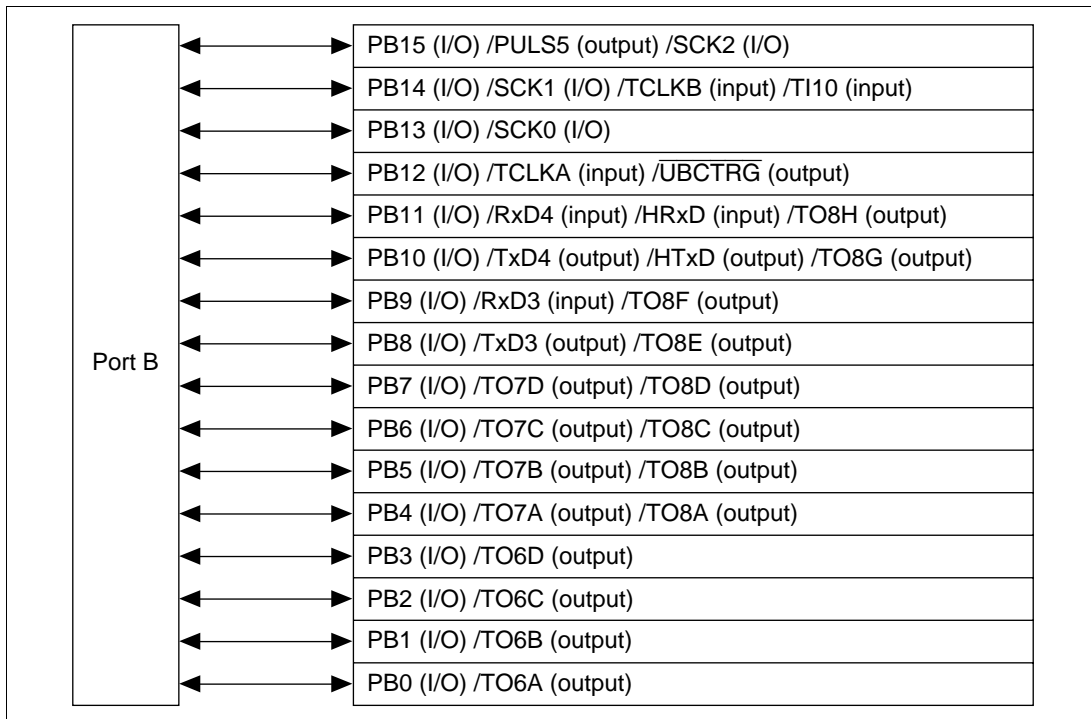 Port B
PB15 (I/O) /PULS5 (output) /SCK2 (I/O)
PB14 (I/O) /SCK1 (I/O) /TCLKB (input) /TI10 (input)
PB13 (I/O) /SCK0 (I/O)
PB12 (I/O) /TCLKA (input) /U̅B̅C̅T̅R̅G̅ (output)
PB11 (I/O) /RxD4 (input) /HRxD (input) /TO8H (output)
PB10 (I/O) /TxD4 (output) /HTxD (output) /TO8G (output)
PB9 (I/O) /RxD3 (input) /TO8F (output)
PB8 (I/O) /TxD3 (output) /TO8E (output)
PB7 (I/O) /TO7D (output) /TO8D (output)
PB6 (I/O) /TO7C (output) /TO8C (output)
PB5 (I/O) /TO7B (output) /TO8B (output)
PB4 (I/O) /TO7A (output) /TO8A (output)
PB3 (I/O) /TO6D (output)
PB2 (I/O) /TO6C (output)
PB1 (I/O) /TO6B (output)
PB0 (I/O) /TO6A (output)